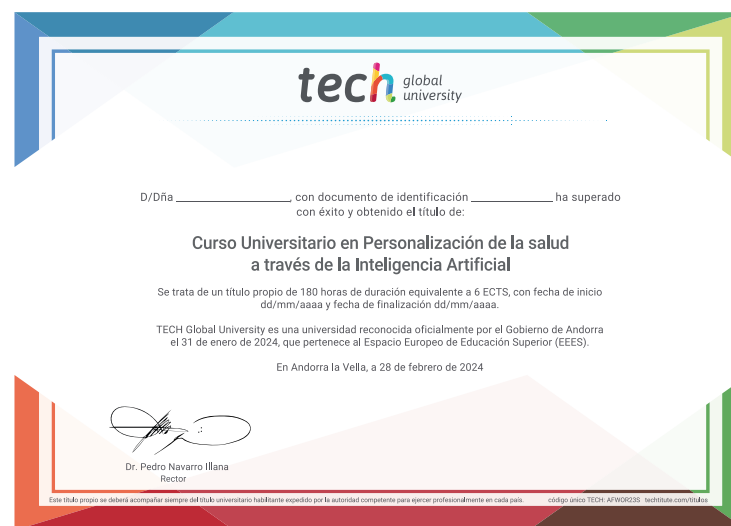 tech global university
D/Dña ____________________, con documento de identificación ______________ ha superado
con éxito y obtenido el título de:
Curso Universitario en Personalización de la salud
a través de la Inteligencia Artificial
Se trata de un título propio de 180 horas de duración equivalente a 6 ECTS, con fecha de inicio
dd/mm/aaaa y fecha de finalización dd/mm/aaaa.
TECH Global University es una universidad reconocida oficialmente por el Gobierno de Andorra
el 31 de enero de 2024, que pertenece al Espacio Europeo de Educación Superior (EEES).
En Andorra la Vella, a 28 de febrero de 2024
Dr. Pedro Navarro Illana
Rector
Este título propio se deberá acompañar siempre del título universitario habilitante expedido por la autoridad competente para ejercer profesionalmente en cada país. código único TECH: AFWOR23S techtitute.com/titulos